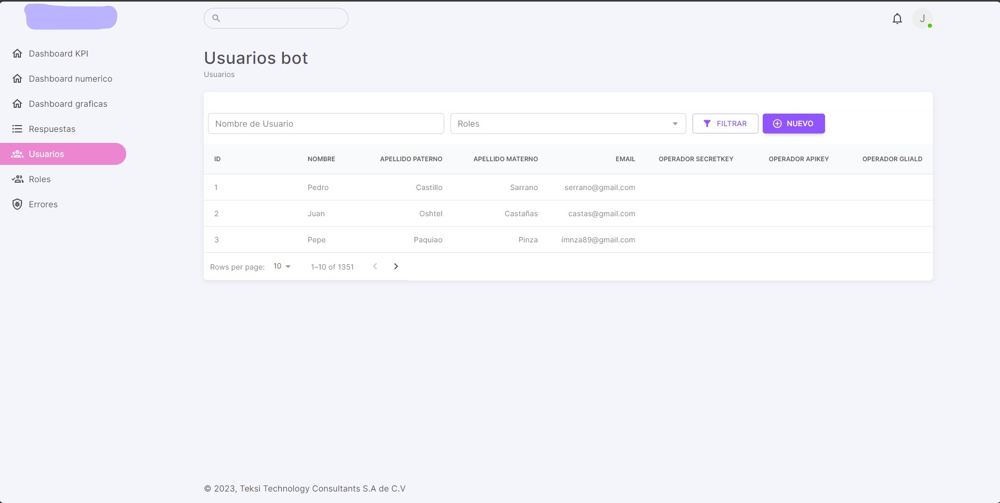 J
Dashboard KPI
Dashboard numerico
Dashboard graficas
Respuestas
Usuarios
Roles
Errores
Usuarios bot
Usuarios
Nombre de Usuario Roles FILTRAR NUEVO
ID NOMBRE APELLIDO PATERNO APELLIDO MATERNO EMAIL OPERADOR SECRETKEY OPERADOR APIKEY OPERADOR GLIALD
1 Pedro Castillo Sarrano serrano@gmail.com
2 Juan Oshtel Castañas castas@gmail.com
3 Pepe Paquiao Pinza ímnza89@gmail.com
Rows per page: 10 1–10 of 1351
© 2023, Teksi Technology Consultants S.A de C.V